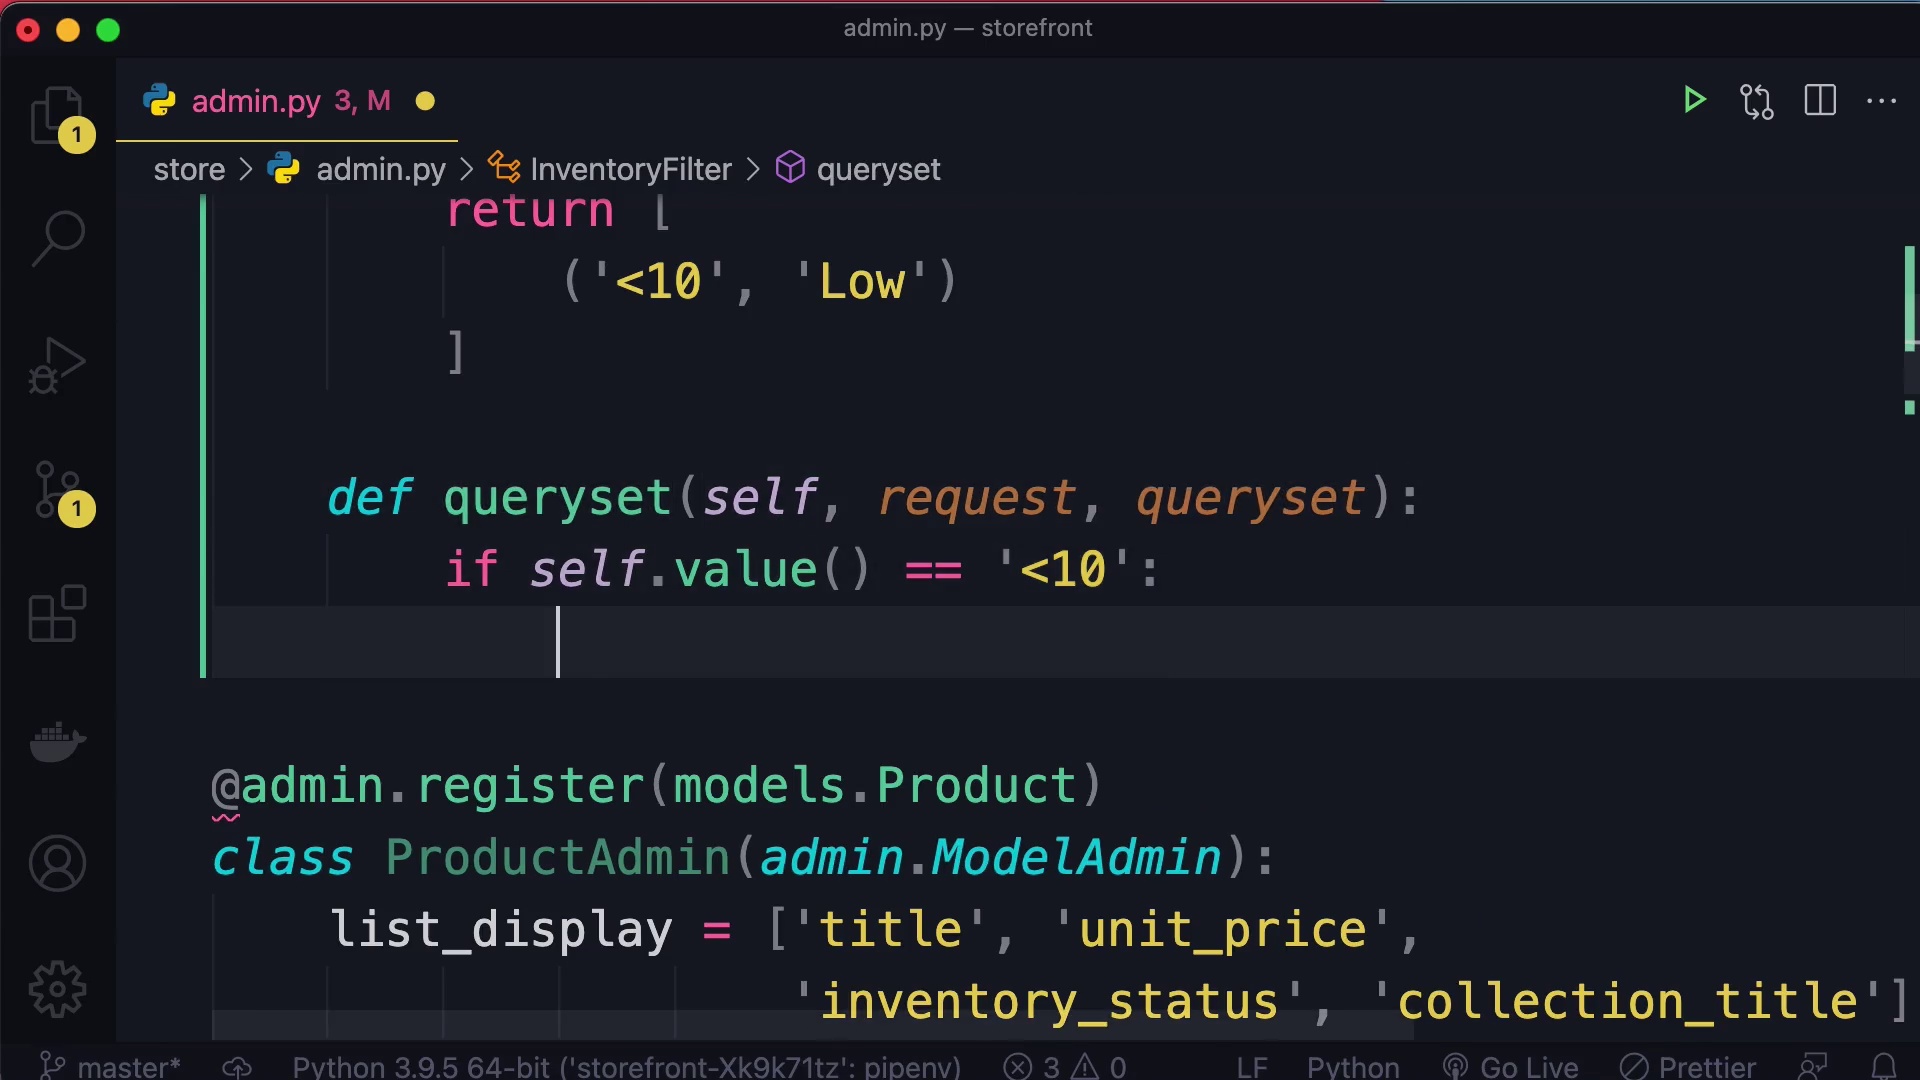 admin.py — storefront
admin.py 3, M
1
store > admin.py > InventoryFilter > queryset
return [
('<10', 'Low')
]
def queryset(self, request, queryset):
if self.value() == '<10':
1
@admin.register(models.Product)
class ProductAdmin(admin.ModelAdmin):
list_display = ['title', 'unit_price',
'inventory_status', 'collection_title']
master* Python 3.9.5 64-bit ('storefront-Xk9k71tz': pipenv) 3 0 LF Python Go Live Prettier